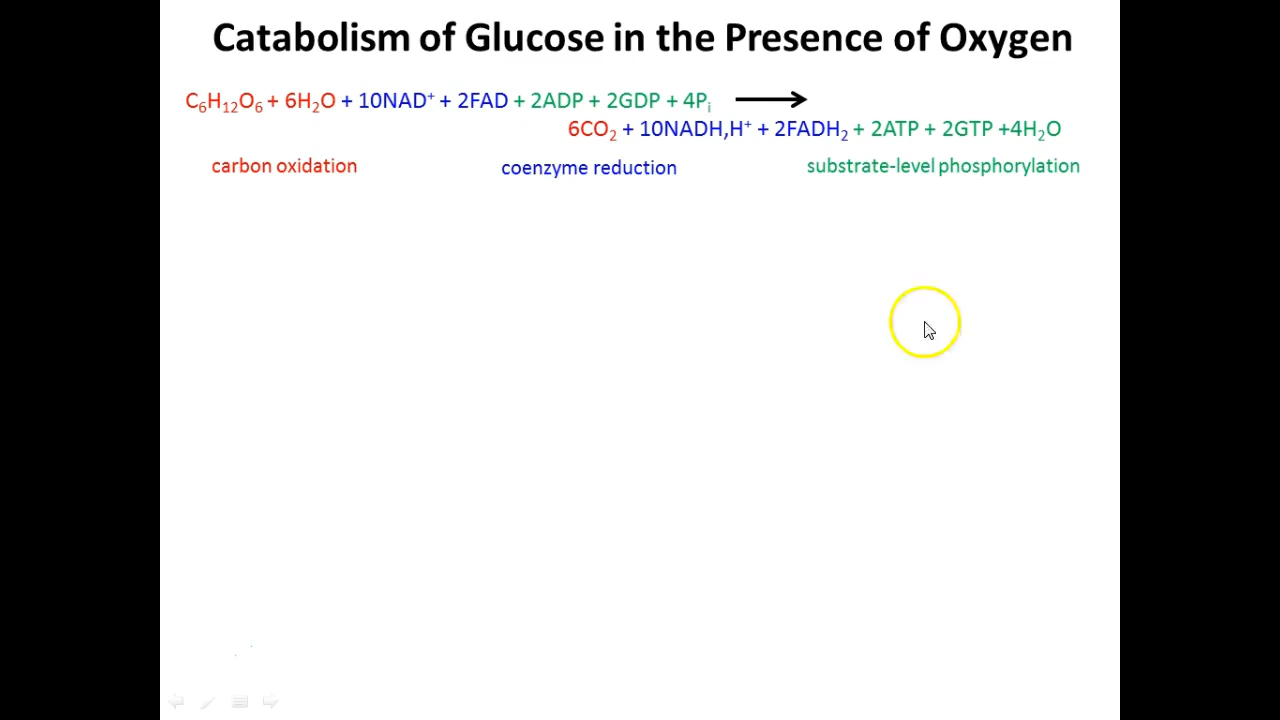 Catabolism of Glucose in the Presence of Oxygen
C₆H₁₂O₆ + 6H₂O + 10NAD⁺ + 2FAD + 2ADP + 2GDP + 4Pᵢ ⟶
6CO₂ + 10NADH,H⁺ + 2FADH₂ + 2ATP + 2GTP +4H₂O
carbon oxidation coenzyme reduction substrate-level phosphorylation